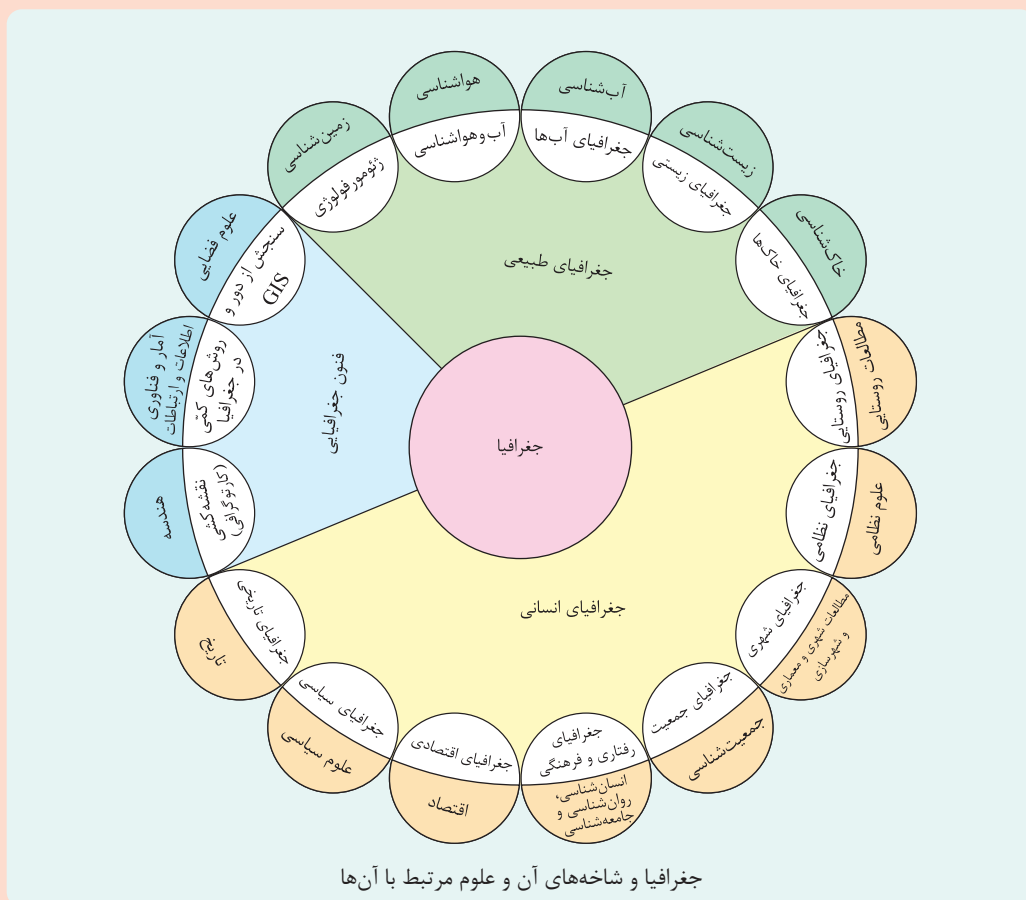 هواشناسی
آب‌وهواشناسی
آب‌شناسی
جغرافیای آب‌ها
زیست‌شناسی
جغرافیای زیستی
خاک‌شناسی
جغرافیای خاک‌ها
زمین‌شناسی
ژئومورفولوژی
جغرافیای طبیعی
علوم فضایی
سنجش از دور و
GIS
آمار و فناوری
اطلاعات و ارتباطات
روش‌های کمّی
در جغرافیا
هندسه
نقشه‌کشی
(کارتوگرافی)
فنون جغرافیایی
جغرافیا
مطالعات روستایی
جغرافیای روستایی
علوم نظامی
جغرافیای نظامی
مطالعات شهری و معماری
و شهرسازی
جغرافیای شهری
جمعیت‌شناسی
جغرافیای جمعیت
جغرافیای
رفتاری و فرهنگی
انسان‌شناسی،
روان‌شناسی و
جامعه‌شناسی
جغرافیای اقتصادی
اقتصاد
جغرافیای سیاسی
علوم سیاسی
جغرافیای تاریخی
تاریخ
جغرافیای انسانی
جغرافیا و شاخه‌های آن و علوم مرتبط با آن‌ها